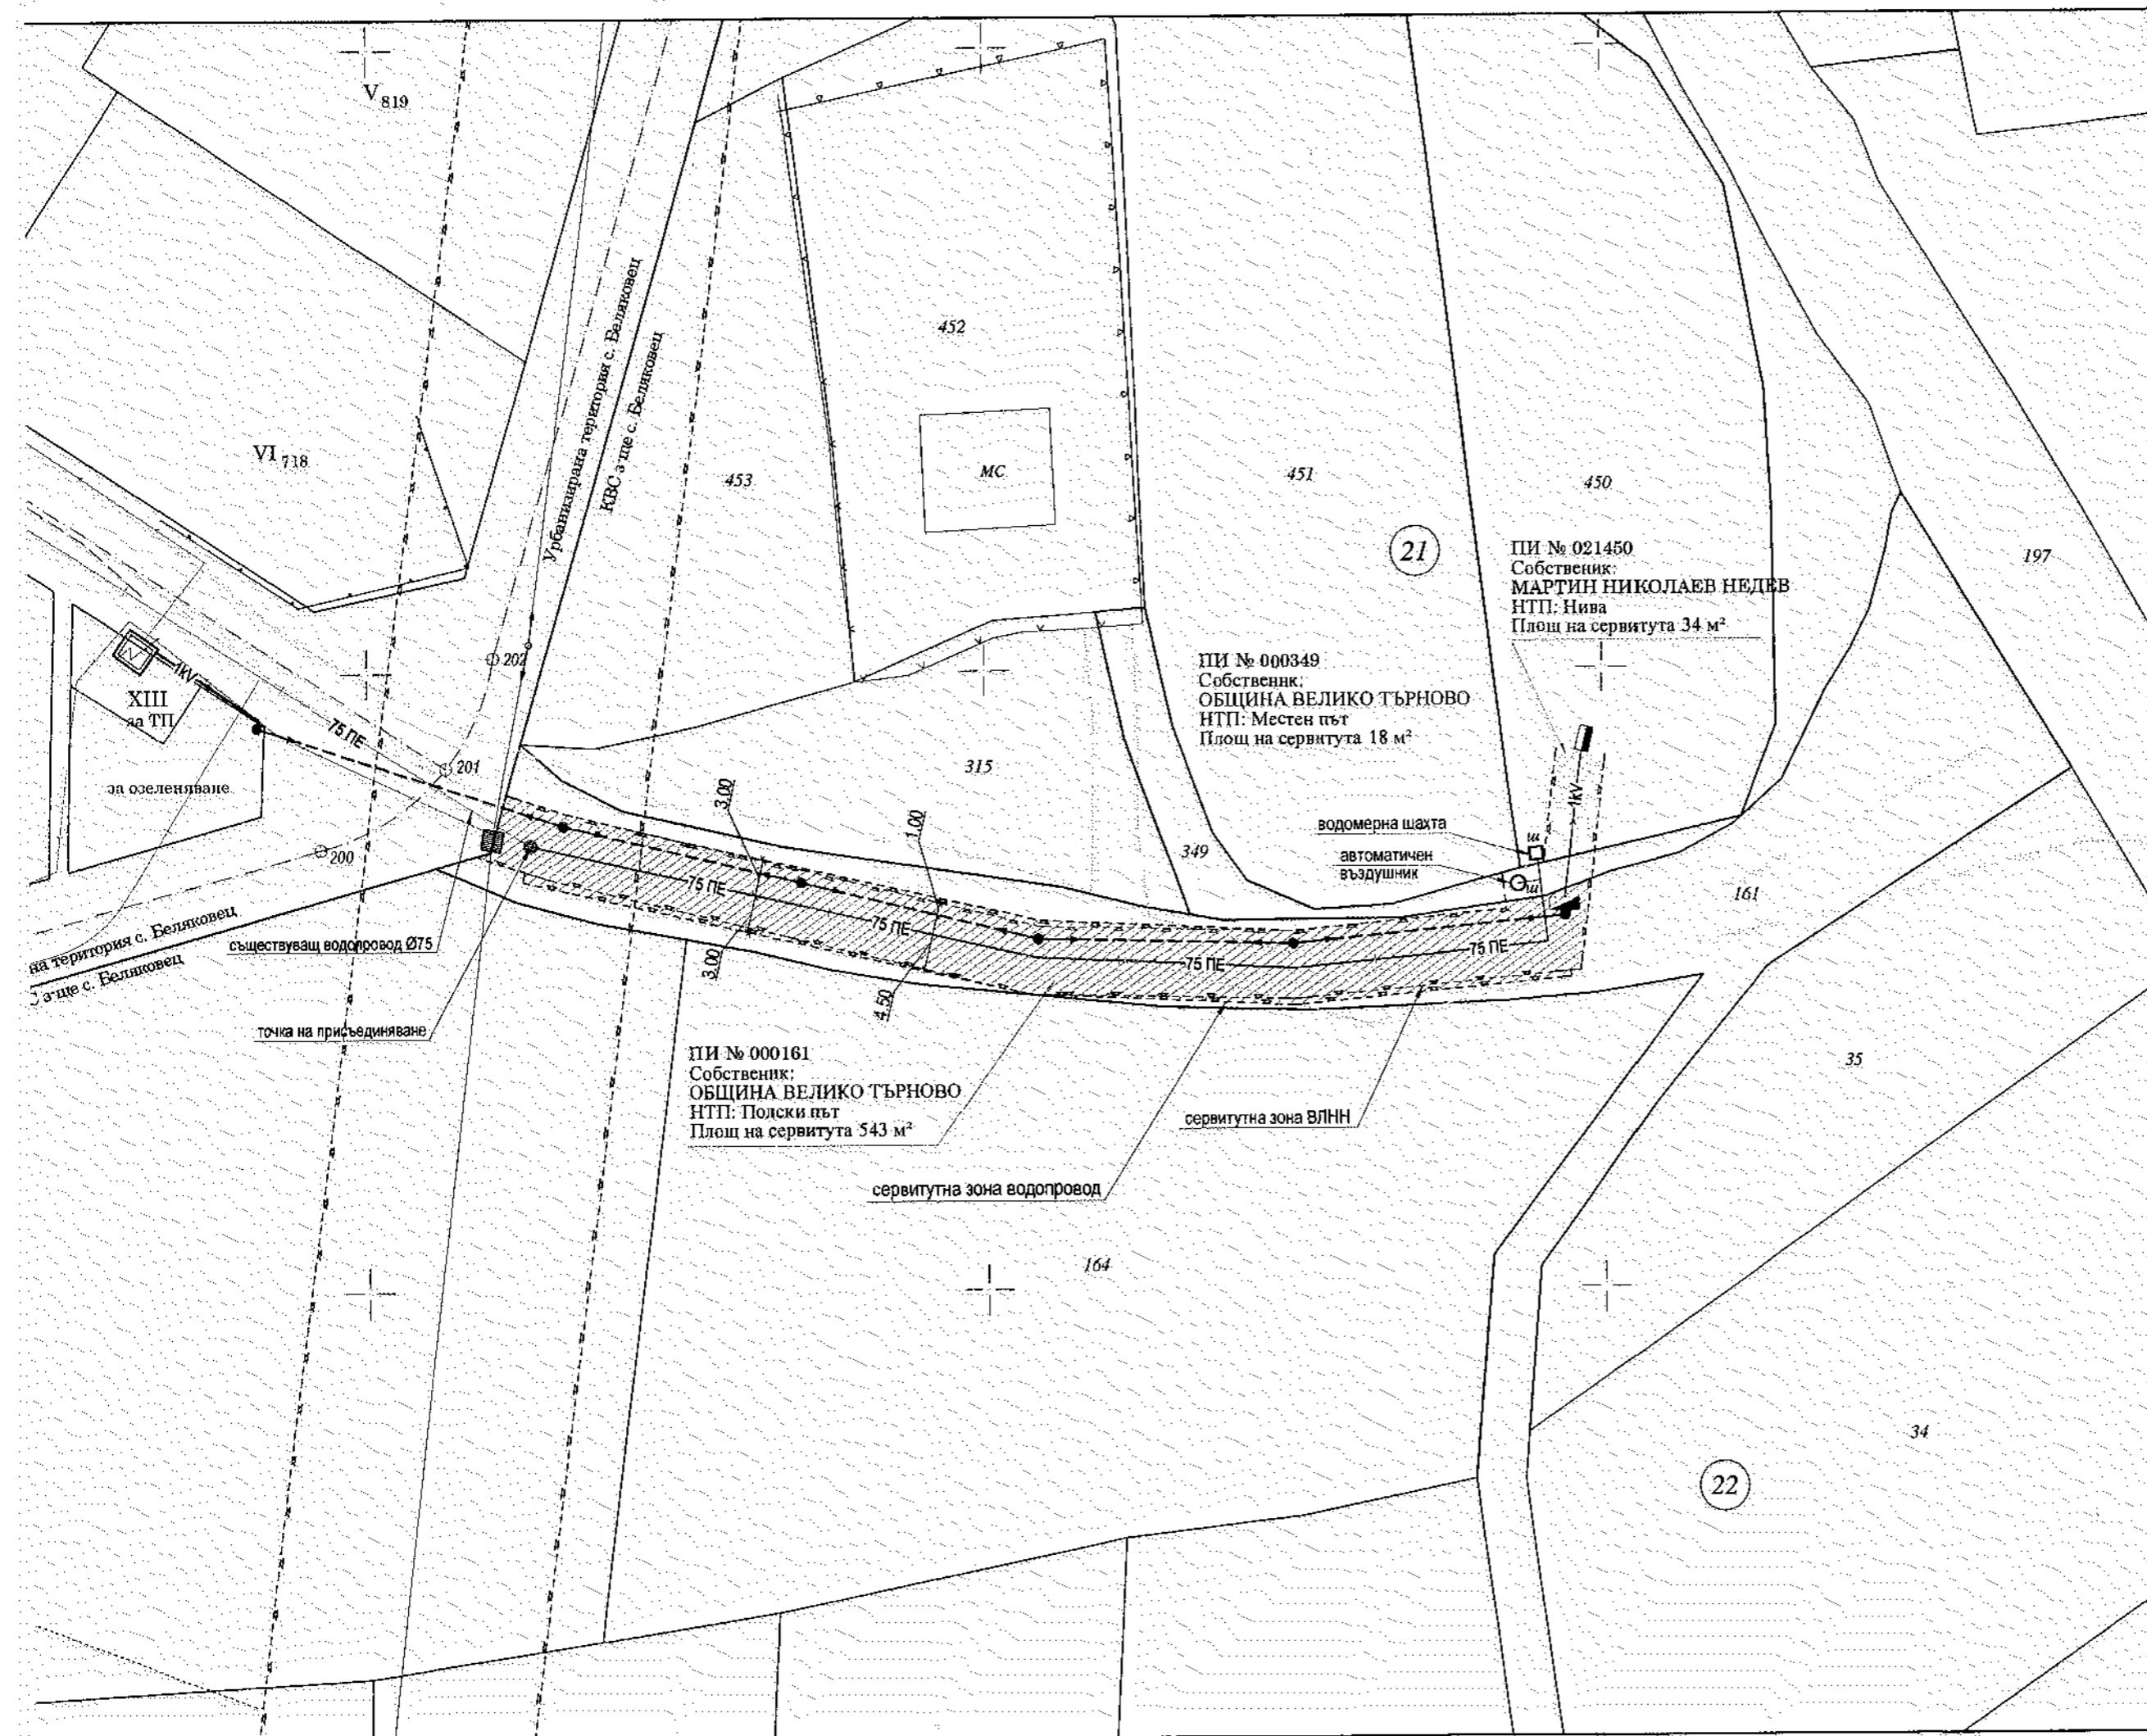 V 819
VI 718
Урбанизирана територия с. Беляковец
КВС з-ще с. Беляковец
453
452
МС
451
450
21
197
ПИ № 021450
Собственик:
МАРТИН НИКОЛАЕВ НЕДЕВ
НТП: Нива
Площ на сервитута 34 м²
ПИ № 000349
Собственик:
ОБЩИНА ВЕЛИКО ТЪРНОВО
НТП: Местен път
Площ на сервитута 18 м²
202
1kV
XIII
за ТП
75 ПЕ
201
за озеленяване
200
315
3.00
1.00
349
водомерна шахта
ш
автоматичен
въздушник
ш
1kV
161
75 ПЕ
75 ПЕ
75 ПЕ
75 ПЕ
3.00
4.50
на територия с. Беляковец
з-ще с. Беляковец
съществуващ водопровод Ø75
точка на присъединяване
ПИ № 000161
Собственик:
ОБЩИНА ВЕЛИКО ТЪРНОВО
НТП: Полски път
Площ на сервитута 543 м²
сервитутна зона ВЛНН
сервитутна зона водопровод
35
164
34
22